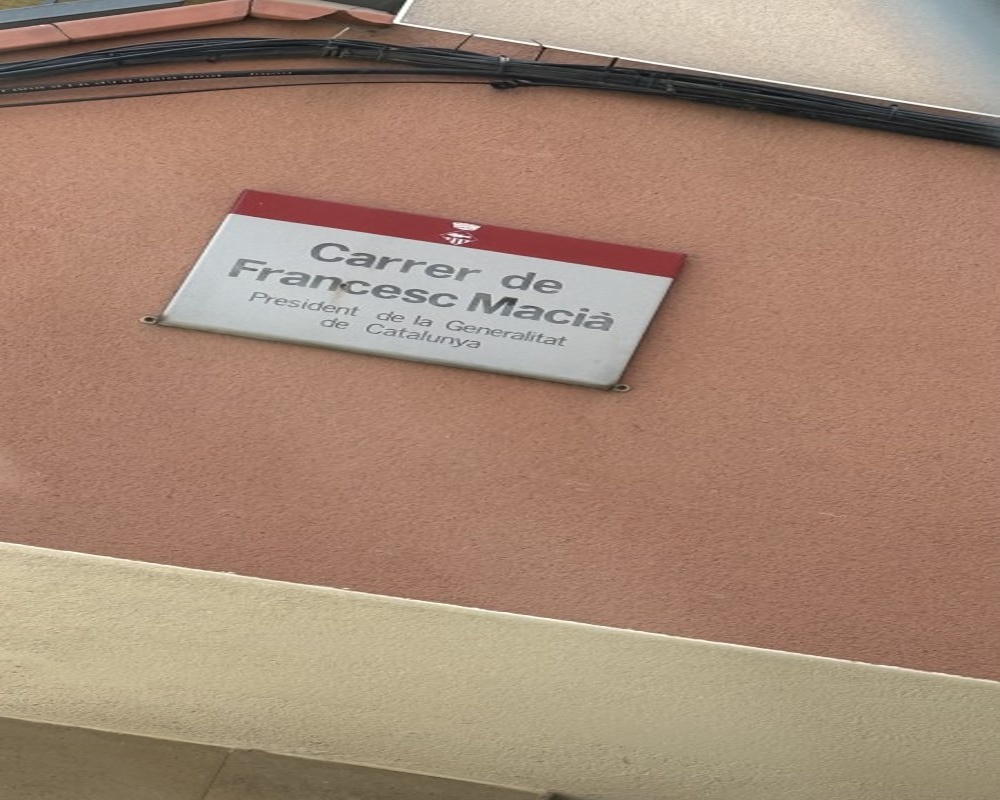 Carrer de
Francesc Macià
President de la Generalitat
de Catalunya